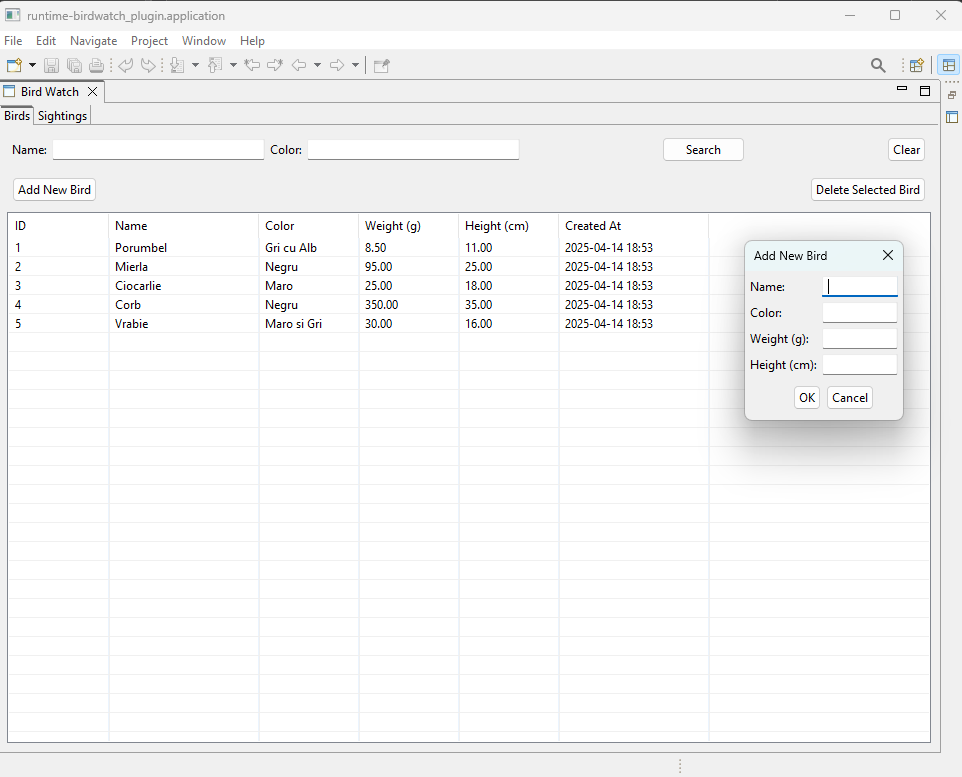 runtime-birdwatch_plugin.application
File Edit Navigate Project Window Help
Bird Watch
Birds Sightings
Name: Color: Search Clear
Add New Bird Delete Selected Bird
ID Name Color Weight (g) Height (cm) Created At
1 Porumbel Gri cu Alb 8.50 11.00 2025-04-14 18:53
2 Mierla Negru 95.00 25.00 2025-04-14 18:53
3 Ciocarlie Maro 25.00 18.00 2025-04-14 18:53
4 Corb Negru 350.00 35.00 2025-04-14 18:53
5 Vrabie Maro si Gri 30.00 16.00 2025-04-14 18:53
Add New Bird
Name:
Color:
Weight (g):
Height (cm):
OK Cancel